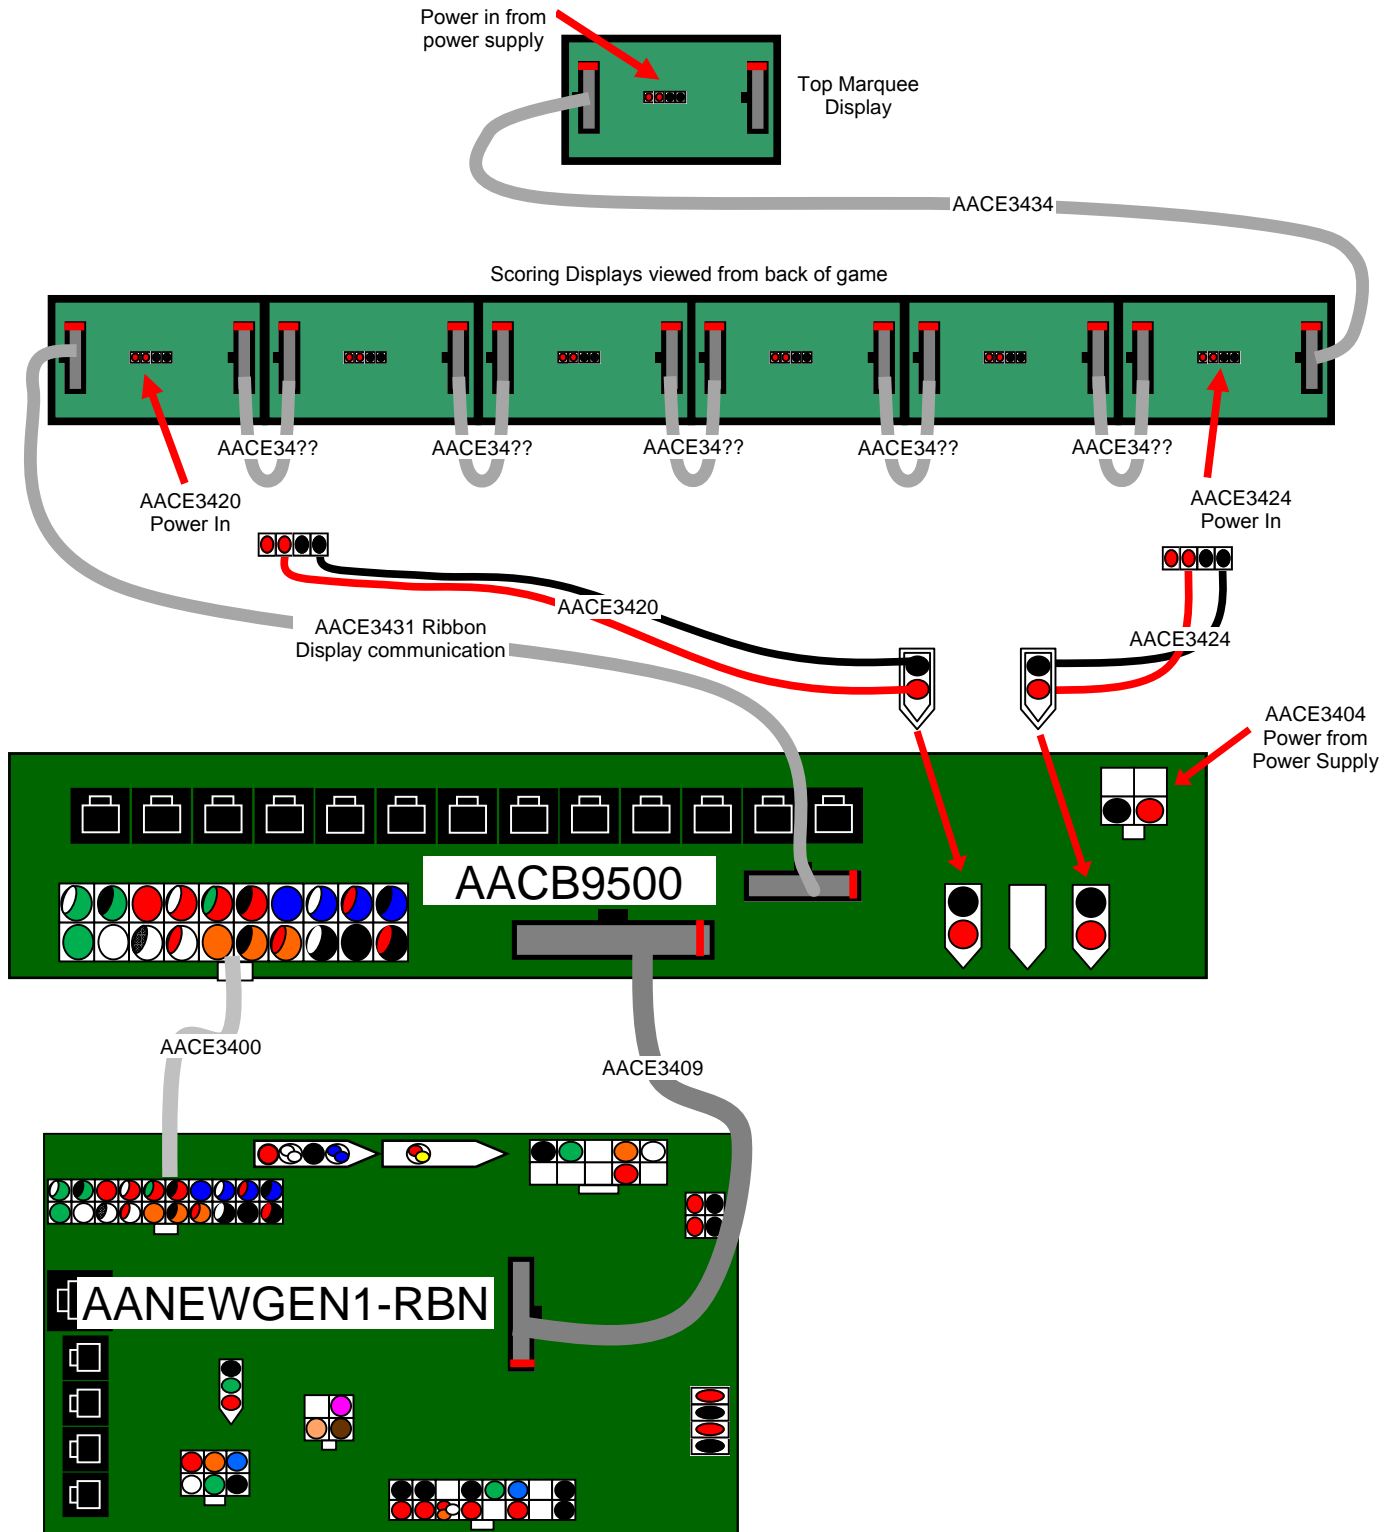 Power in from
power supply
Top Marquee
Display
AACE3434
Scoring Displays viewed from back of game
AACE34??
AACE34??
AACE34??
AACE34??
AACE34??
AACE3420
Power In
AACE3424
Power In
AACE3420
AACE3431 Ribbon
Display communication
AACE3424
AACE3404
Power from
Power Supply
AACB9500
AACE3400
AACE3409
AANEWGEN1-RBN